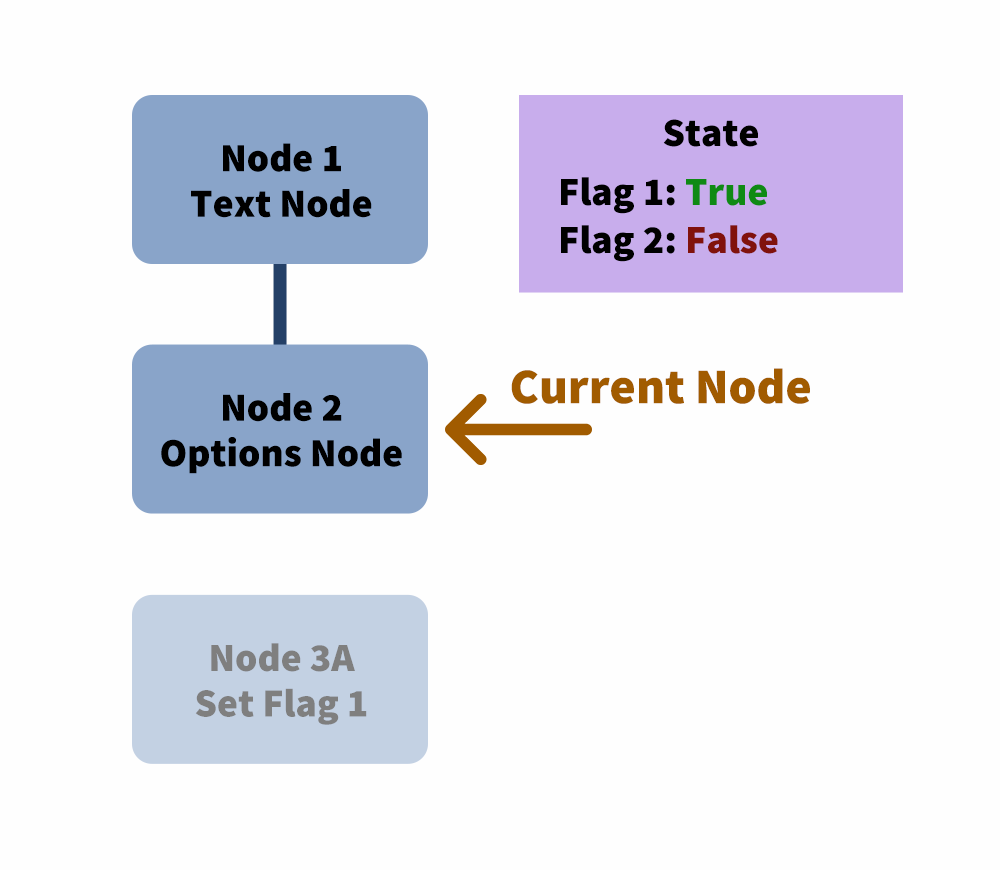 Node 1
Text Node
State
Flag 1: True
Flag 2: False
Current Node
Node 2
Options Node
Node 3A
Set Flag 1